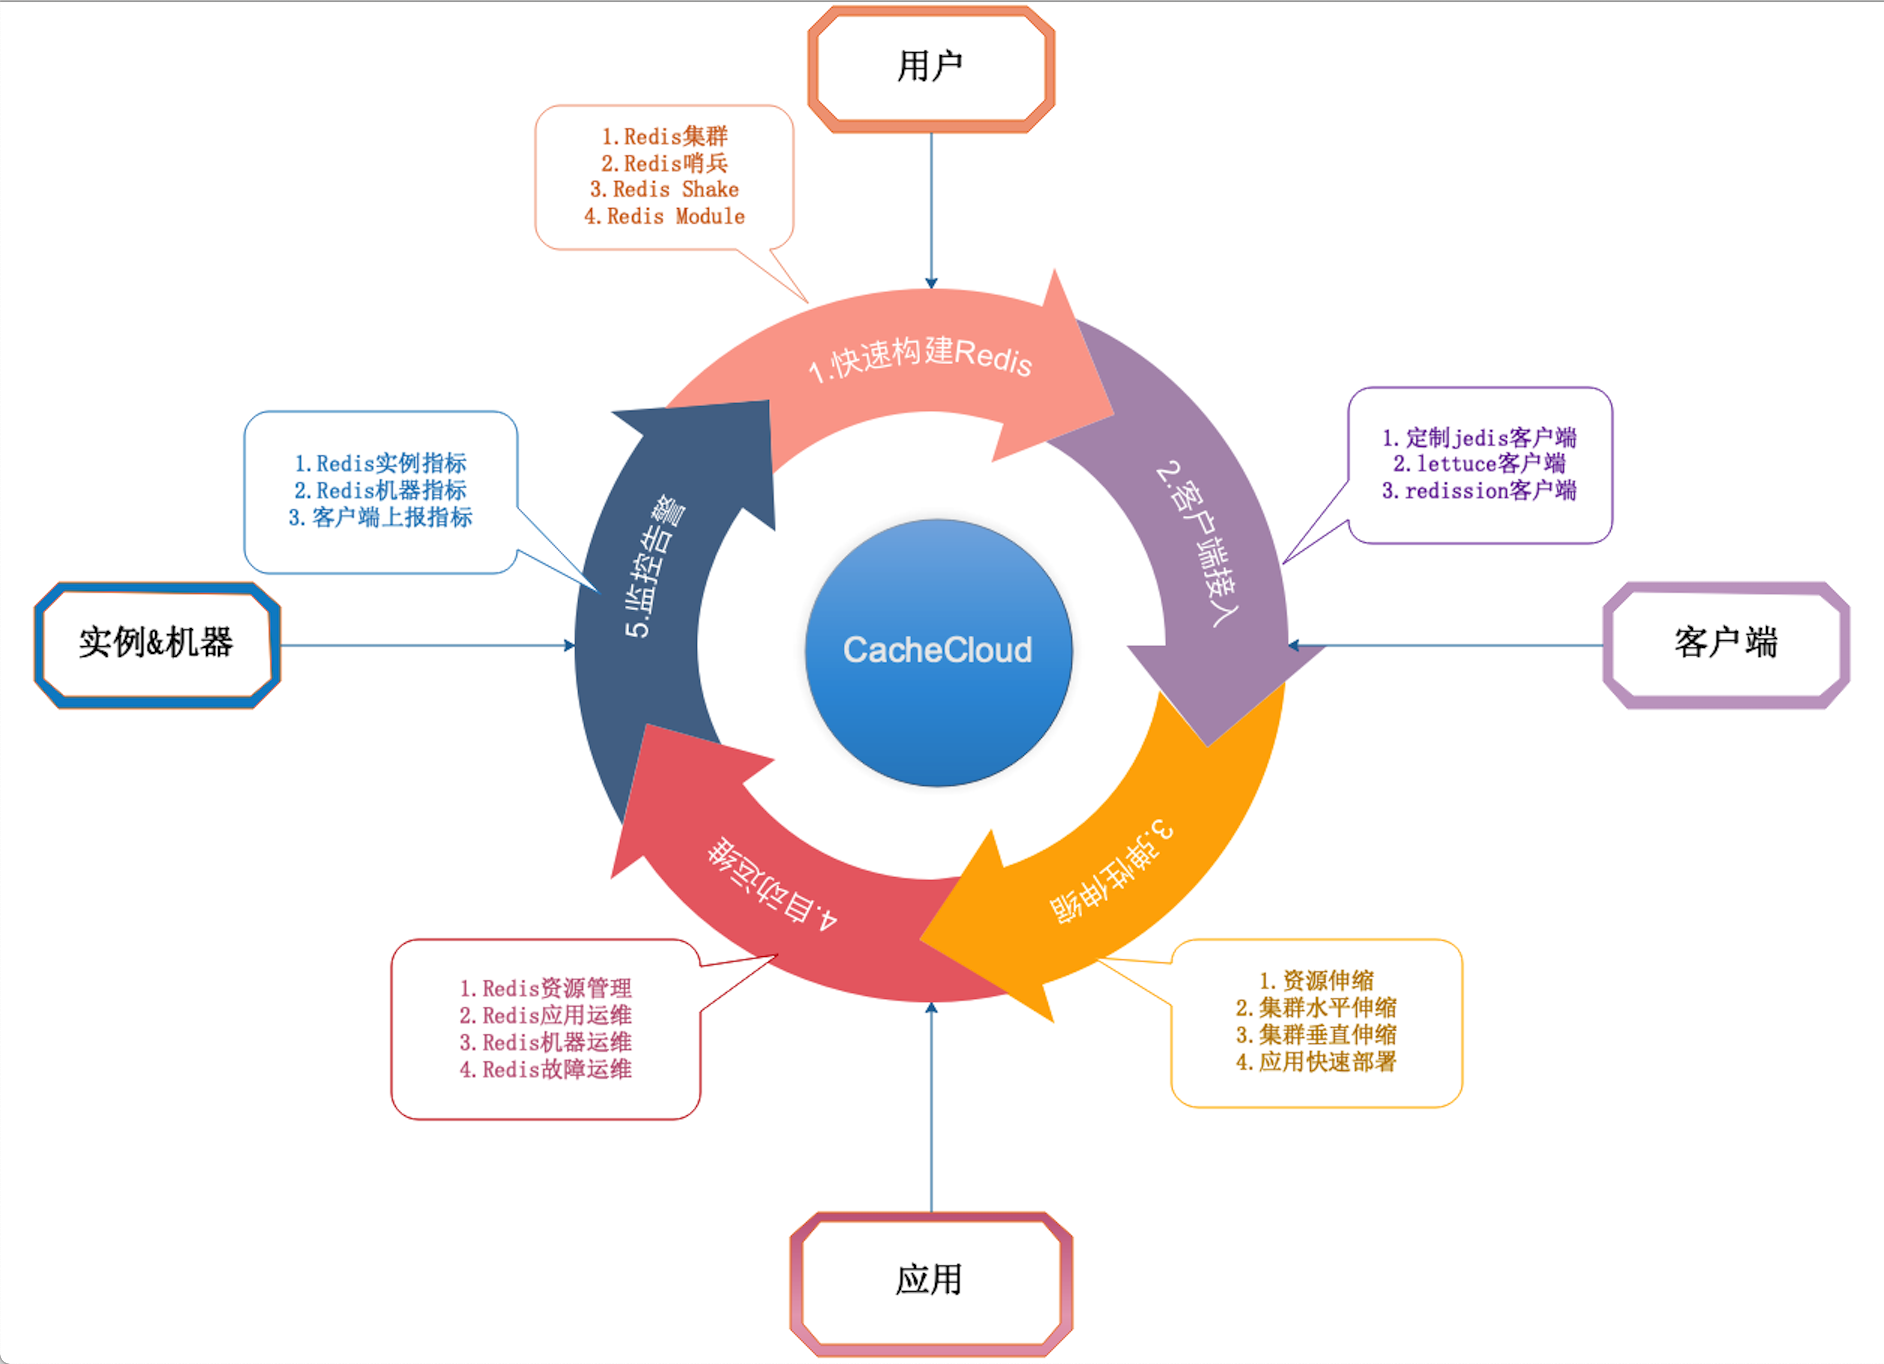 用户
1.Redis集群
2.Redis哨兵
3.Redis Shake
4.Redis Module
1.快速构建Redis
1.定制jedis客户端
2.lettuce客户端
3.redission客户端
2.客户端接入
1.Redis实例指标
2.Redis机器指标
3.客户端上报指标
5.监控告警
实例&机器
CacheCloud
客户端
3.弹性伸缩
4.自动运维
1.Redis资源管理
2.Redis应用运维
3.Redis机器运维
4.Redis故障运维
1.资源伸缩
2.集群水平伸缩
3.集群垂直伸缩
4.应用快速部署
应用